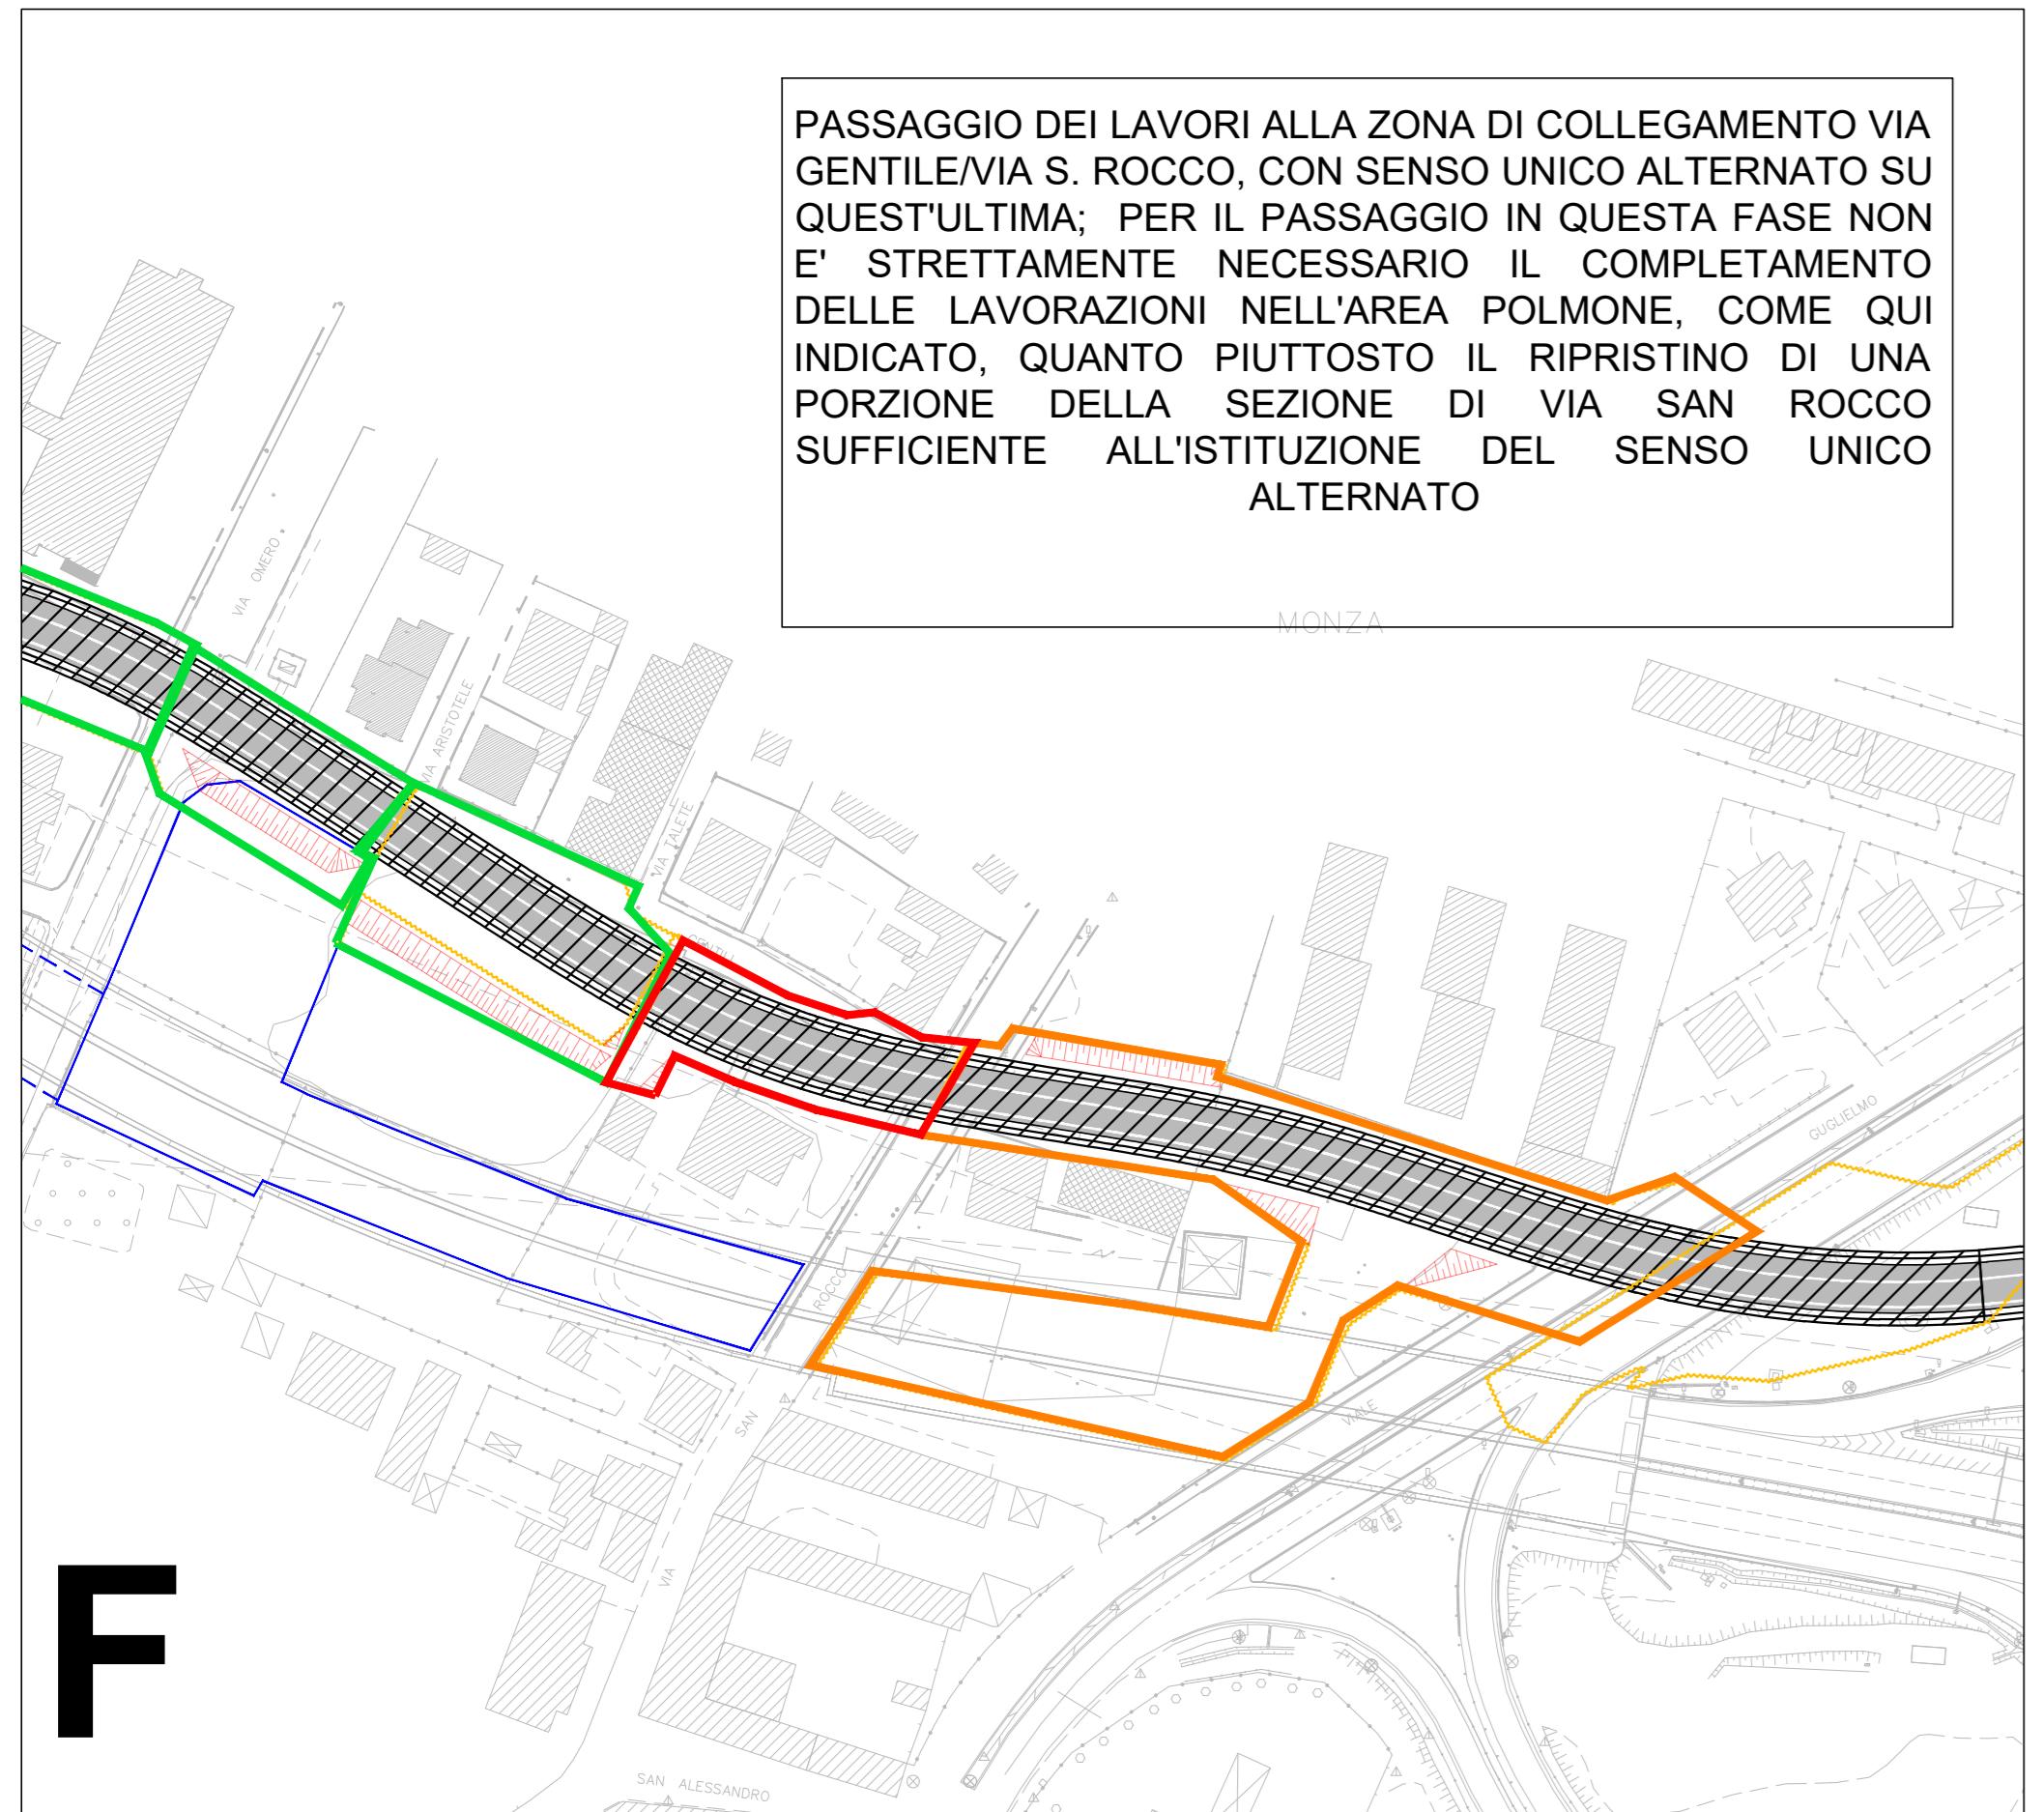 PASSAGGIO DEI LAVORI ALLA ZONA DI COLLEGAMENTO VIA
GENTILE/VIA S. ROCCO, CON SENSO UNICO ALTERNATO SU
QUEST'ULTIMA; PER IL PASSAGGIO IN QUESTA FASE NON
E' STRETTAMENTE NECESSARIO IL COMPLETAMENTO
DELLE LAVORAZIONI NELL'AREA POLMONE, COME QUI
INDICATO, QUANTO PIUTTOSTO IL RIPRISTINO DI UNA
PORZIONE DELLA SEZIONE DI VIA SAN ROCCO
SUFFICIENTE ALL'ISTITUZIONE DEL SENSO UNICO
ALTERNATO
MONZA
VIA OMERO
VIA ARISTOTELE
VIA TALETE
GUGLIELMO
VIALE
ROCCO
SAN
VIA
SAN ALESSANDRO
F